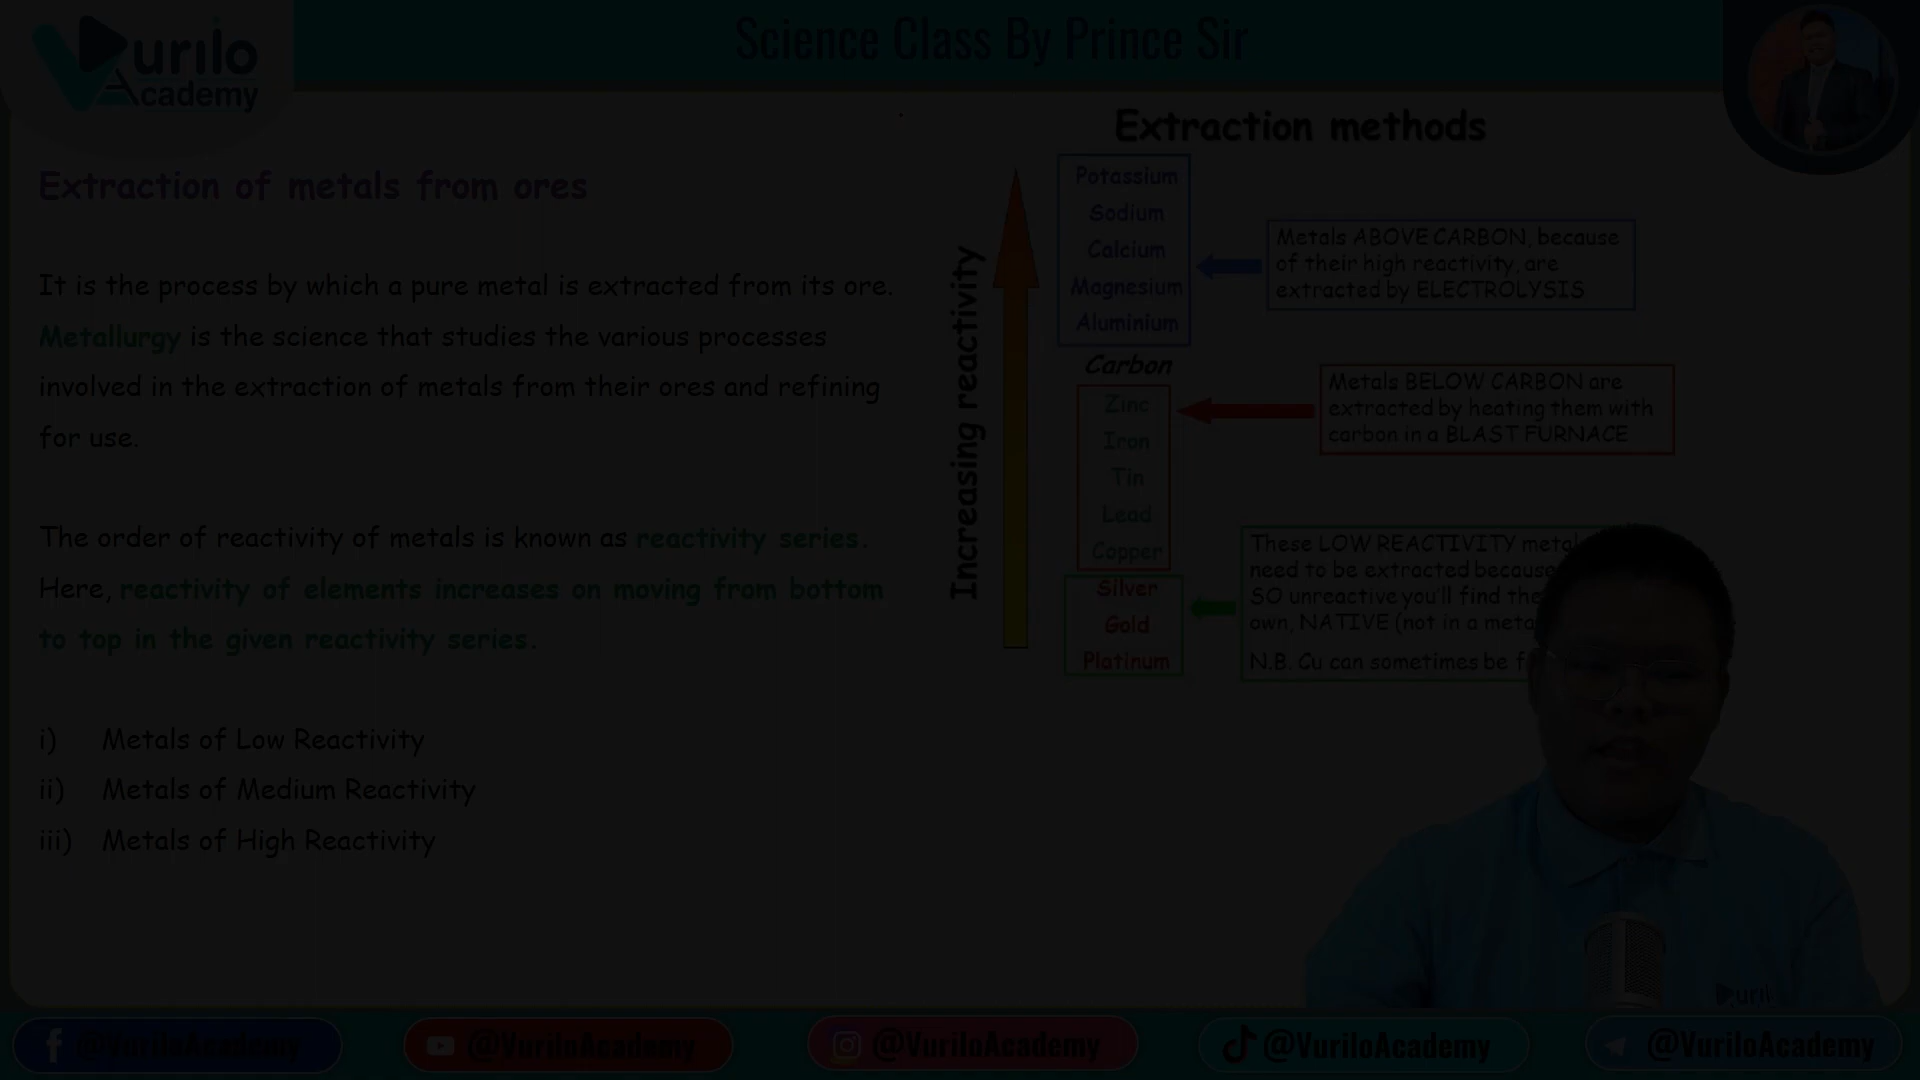 Vurilo
Academy
Science Class By Prince Sir
Extraction of metals from ores
It is the process by which a pure metal is extracted from its ore.
Metallurgy is the science that studies the various processes
involved in the extraction of metals from their ores and refining
for use.
The order of reactivity of metals is known as reactivity series.
Here, reactivity of elements increases on moving from bottom
to top in the given reactivity series.
i) Metals of Low Reactivity
ii) Metals of Medium Reactivity
iii) Metals of High Reactivity
Extraction methods
Increasing reactivity
Potassium
Sodium
Calcium
Magnesium
Aluminium
Carbon
Zinc
Iron
Tin
Lead
Copper
Silver
Gold
Platinum
Metals ABOVE CARBON, because
of their high reactivity, are
extracted by ELECTROLYSIS
Metals BELOW CARBON are
extracted by heating them with
carbon in a BLAST FURNACE
These LOW REACTIVITY
need to be extracted because
SO unreactive you'll find
own, NATIVE (not in a
N.B. Cu can sometimes be
@VuriloAcademy
@VuriloAcademy
@VuriloAcademy
@VuriloAcademy
@VuriloAcademy